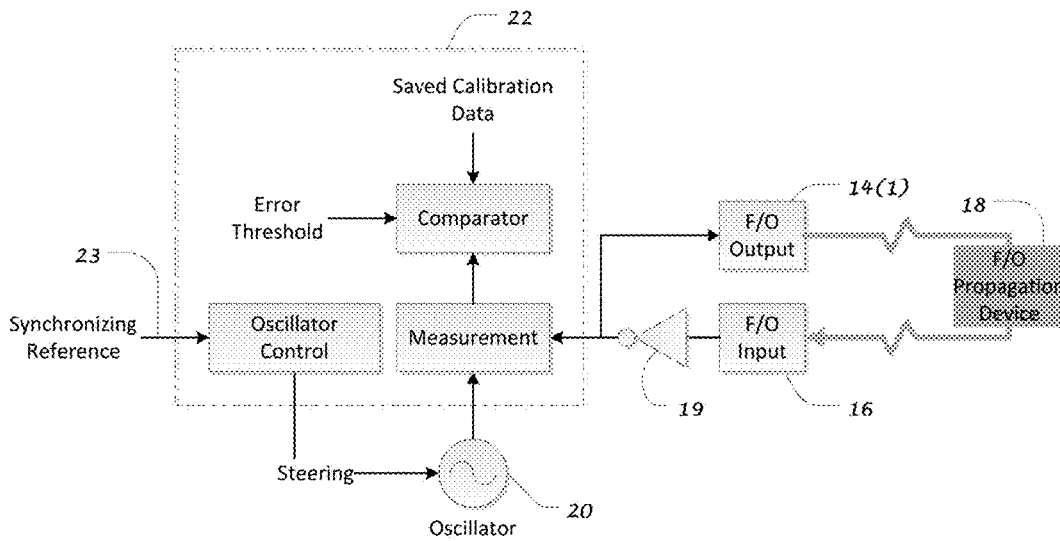 22
Saved Calibration
Data
14(1)
18
Error
Threshold
Comparator
F/O
Output
F/O
Propagation
Device
23
Synchronizing
Reference
Oscillator
Control
Measurement
F/O
Input
19
16
Steering
20
Oscillator